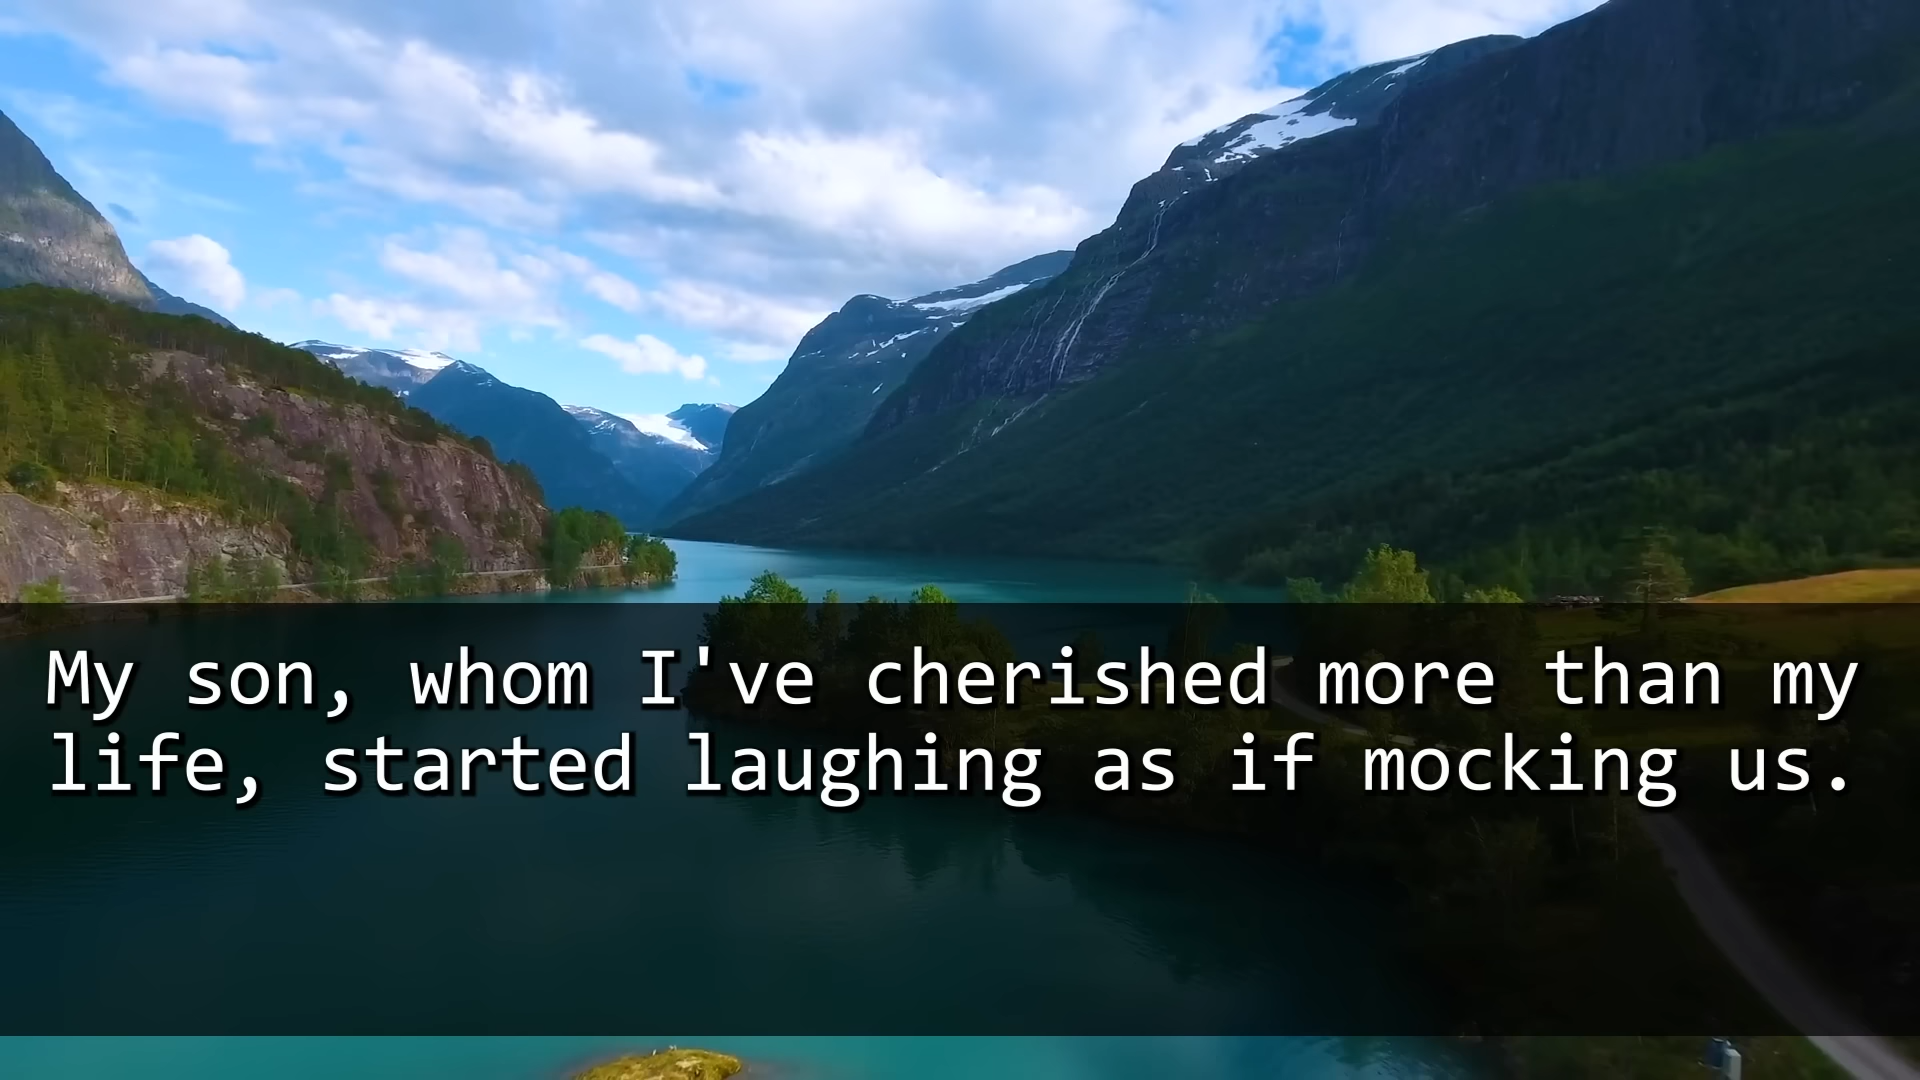 My son, whom I've cherished more than my
life, started laughing as if mocking us.